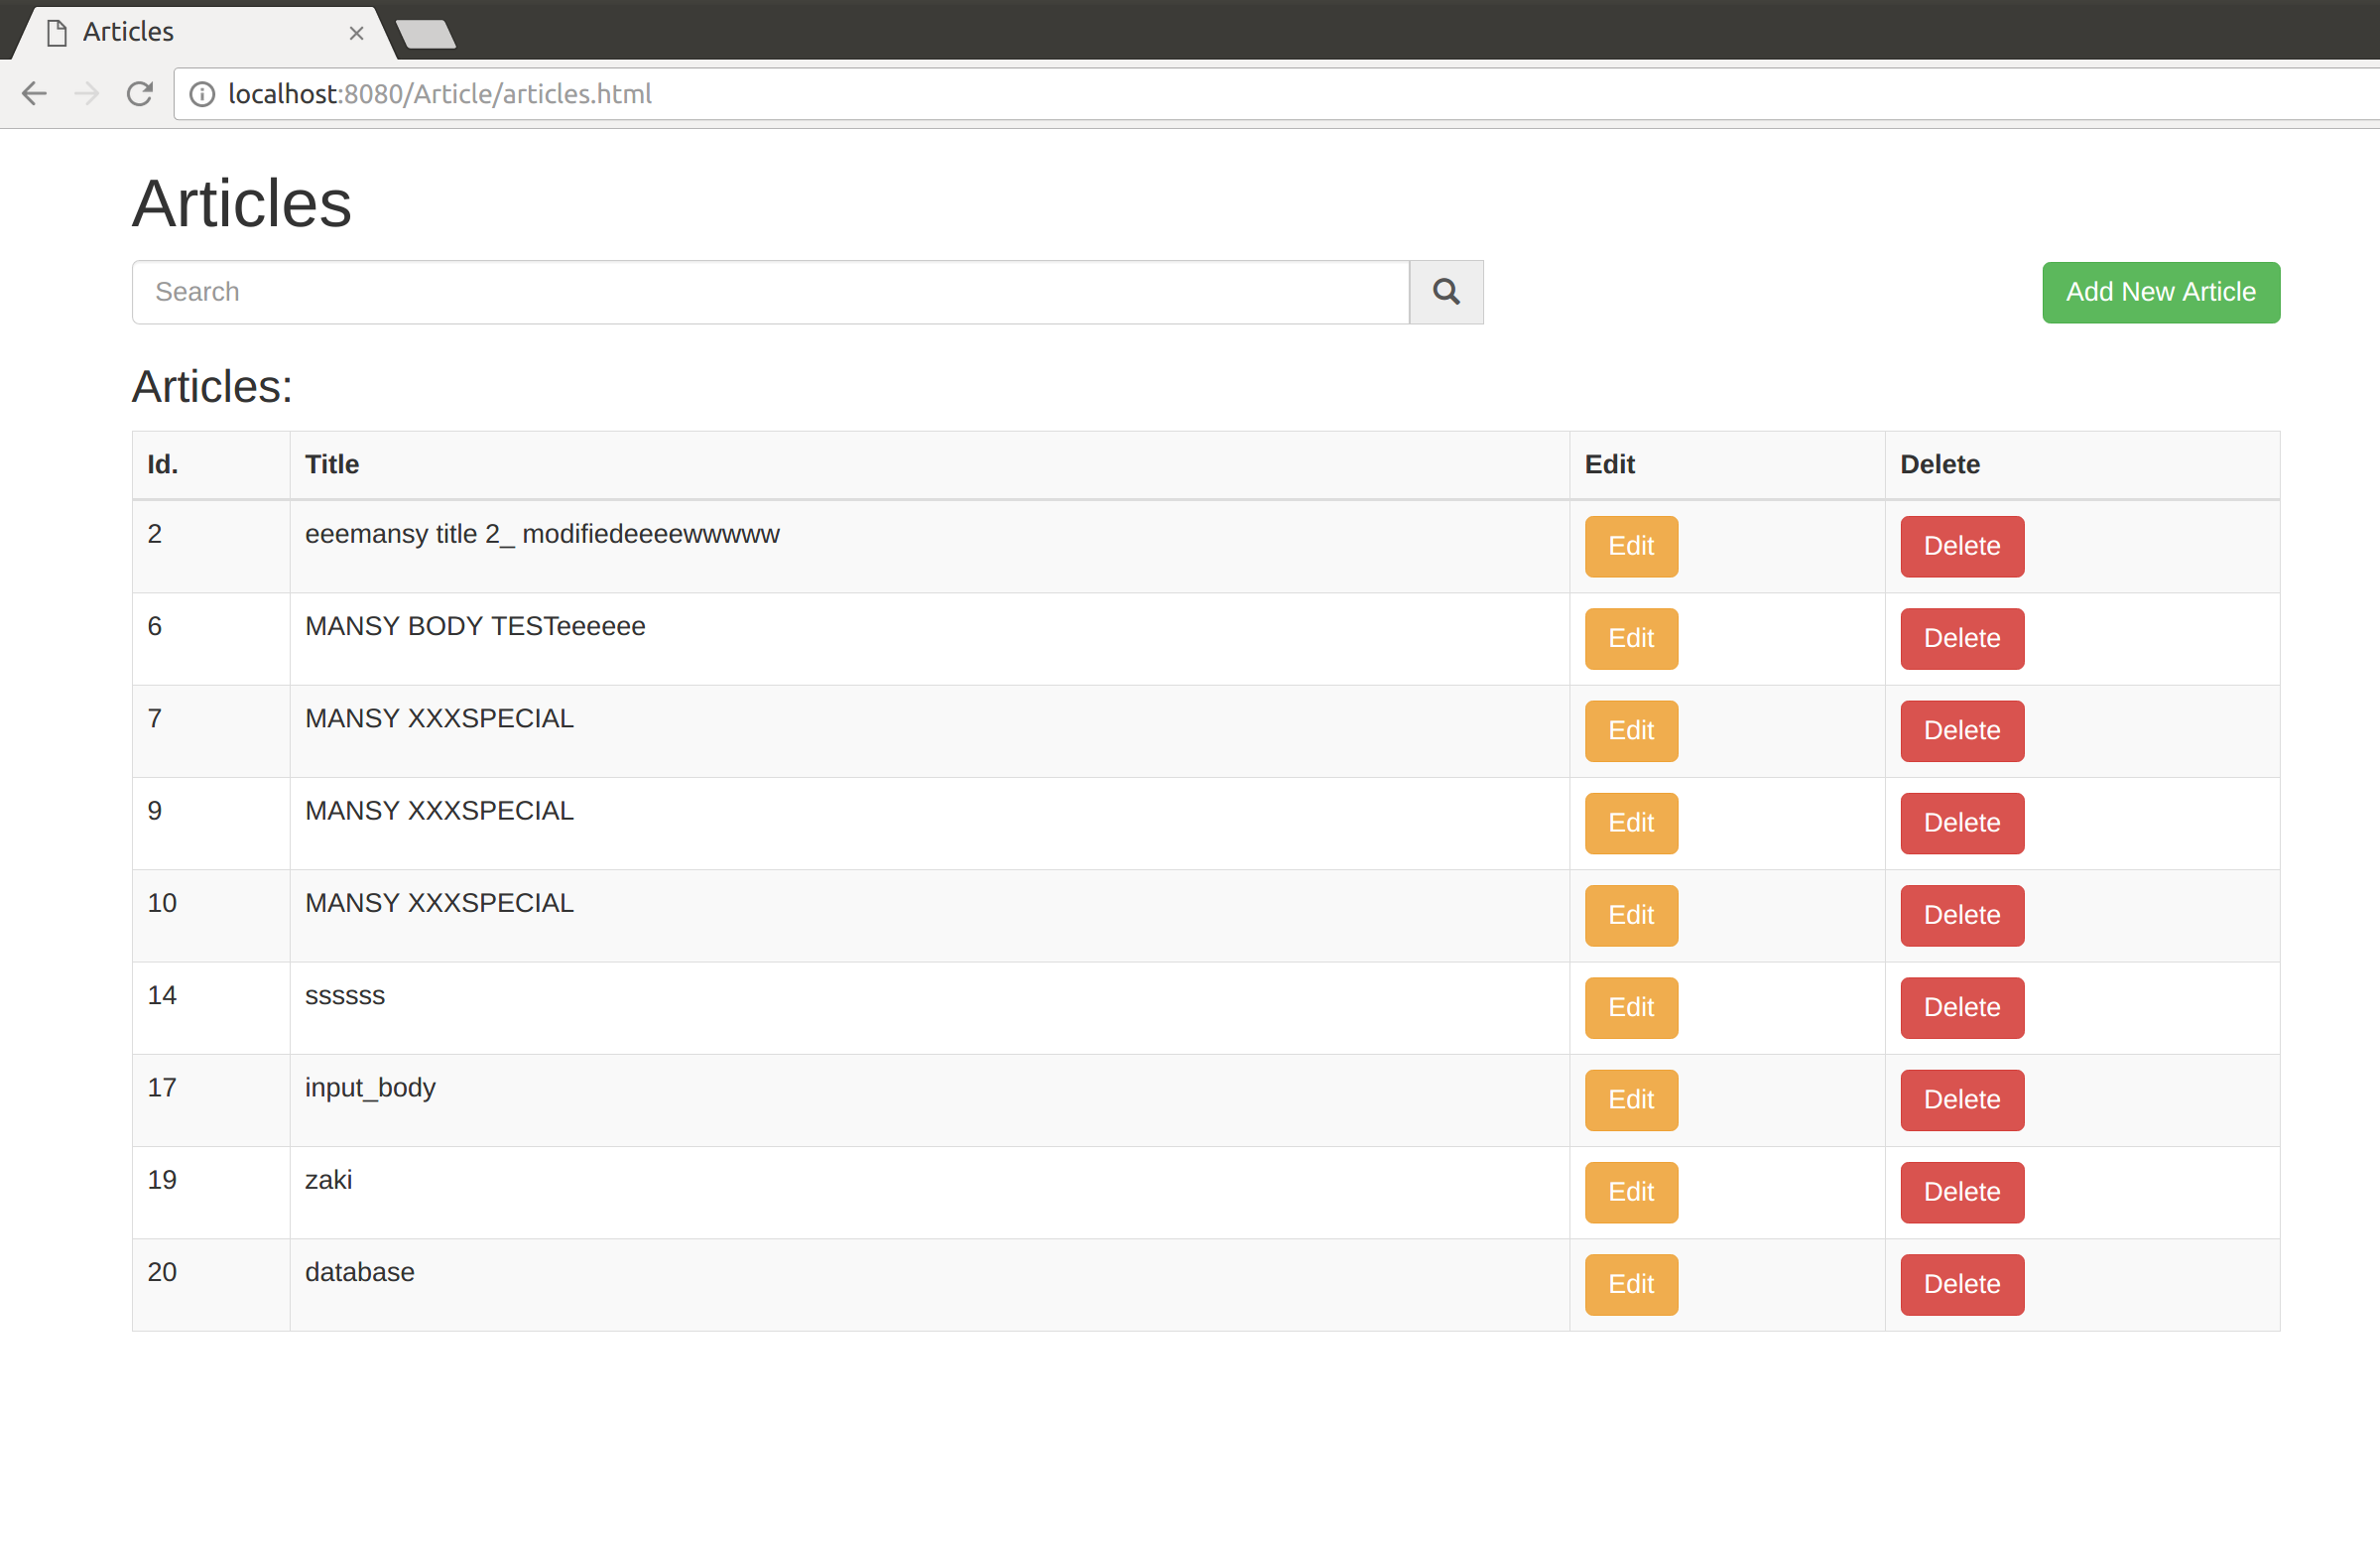 Articles
localhost:8080/Article/articles.html
Articles
Search
Add New Article
Articles:
Id. Title Edit Delete
2 eeemansy title 2_ modifiedeeeewwwww Edit Delete
6 MANSY BODY TESTeeeeee Edit Delete
7 MANSY XXXSPECIAL Edit Delete
9 MANSY XXXSPECIAL Edit Delete
10 MANSY XXXSPECIAL Edit Delete
14 ssssss Edit Delete
17 input_body Edit Delete
19 zaki Edit Delete
20 database Edit Delete